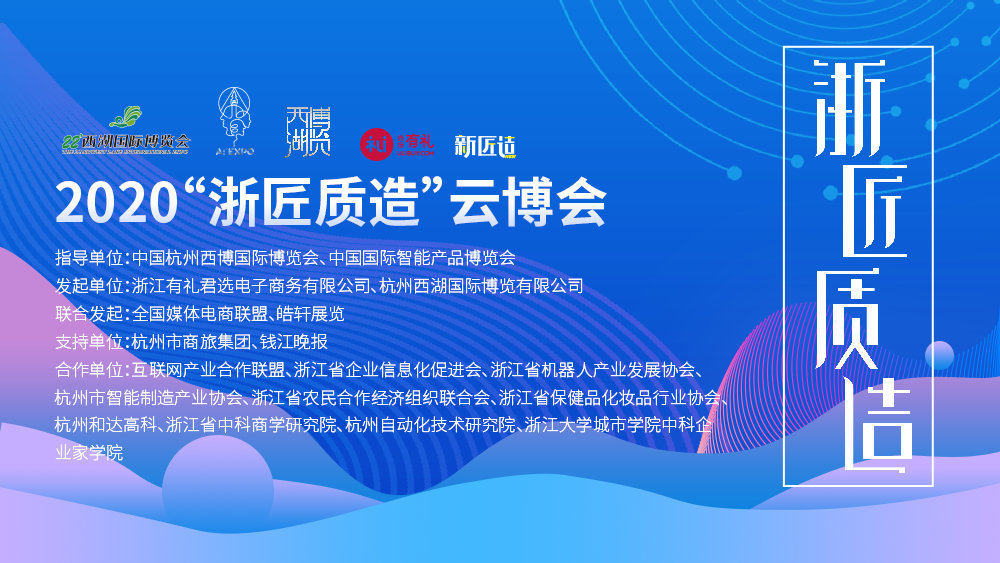 22nd 西湖国际博览会
AI EXPO
西湖博览
礼 有礼
新匠造
2020“浙匠质造”云博会
指导单位：中国杭州西博国际博览会、中国国际智能产品博览会
发起单位：浙江有礼君选电子商务有限公司、杭州西湖国际博览有限公司
联合发起：全国媒体电商联盟、皓轩展览
支持单位：杭州市商旅集团、钱江晚报
合作单位：互联网产业合作联盟、浙江省企业信息化促进会、浙江省机器人产业发展协会、
杭州市智能制造产业协会、浙江省农民合作经济组织联合会、浙江省保健品化妆品行业协会、
杭州和达高科、浙江省中科商学研究院、杭州自动化技术研究院、浙江大学城市学院中科企
业家学院
浙匠质造